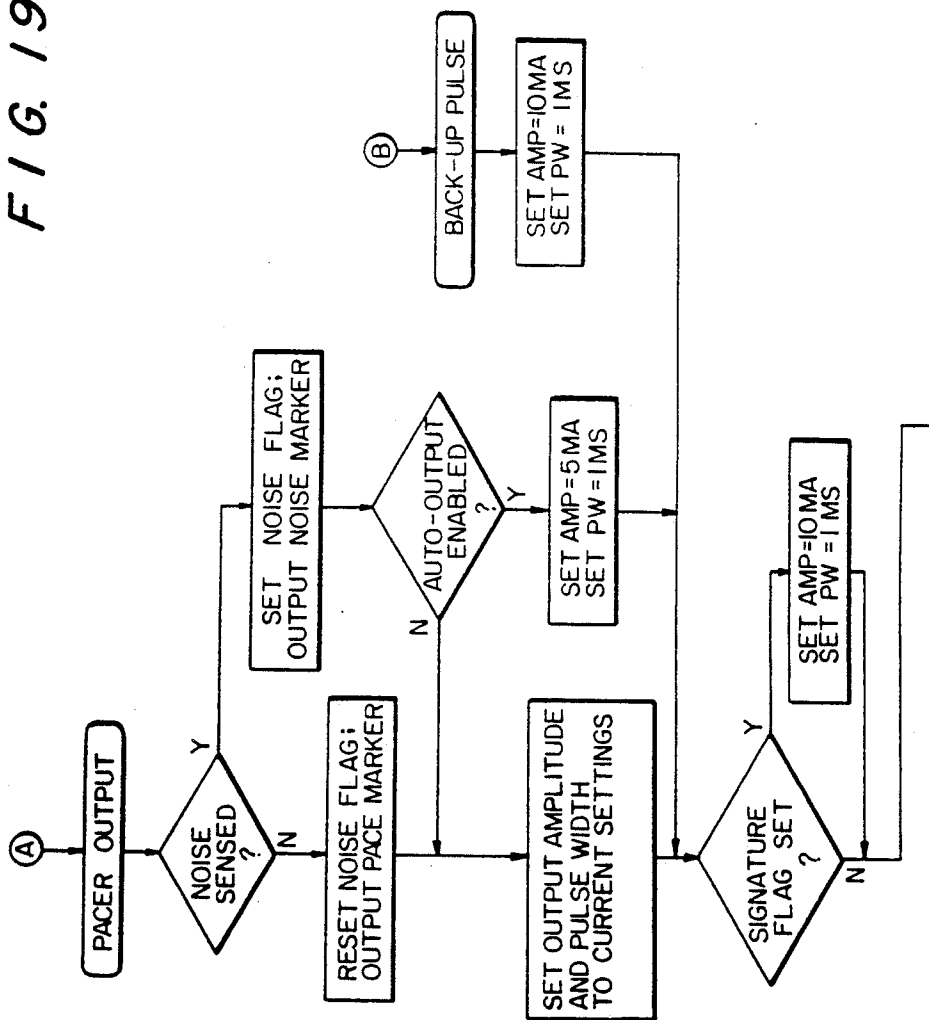 FIG. 19
A
PACER OUTPUT
NOISE
SENSED
?
Y
N
SET NOISE FLAG;
OUTPUT NOISE MARKER
RESET NOISE FLAG;
OUTPUT PACE MARKER
AUTO-OUTPUT
ENABLED
?
N
Y
SET AMP=5MA
SET PW=1MS
B
BACK-UP PULSE
SET AMP=10MA
SET PW=1MS
SET OUTPUT AMPLITUDE
AND PULSE WIDTH
TO CURRENT SETTINGS
SIGNATURE
FLAG SET
?
Y
N
SET AMP=10MA
SET PW=1MS